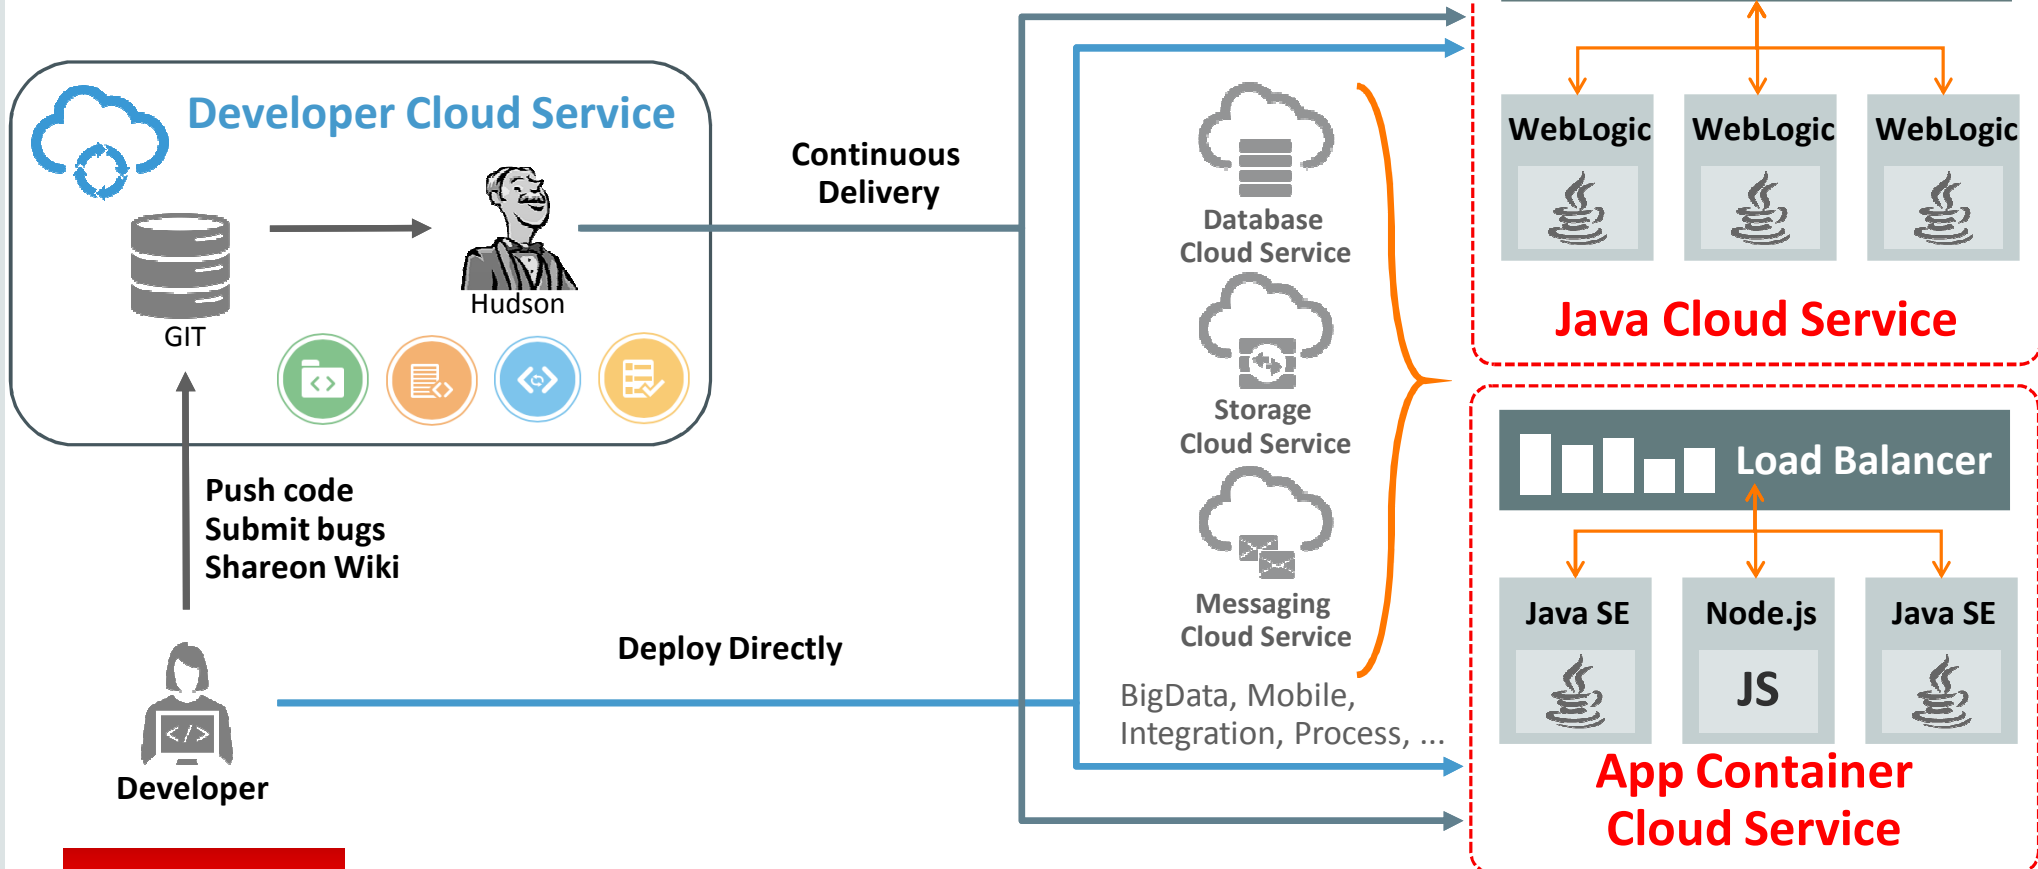 Developer Cloud Service
GIT
Hudson
Push code
Submit bugs
Shareon Wiki
</>
Developer
Continuous
Delivery
Deploy Directly
Database
Cloud Service
Storage
Cloud Service
Messaging
Cloud Service
BigData, Mobile,
Integration, Process, ...
WebLogic
WebLogic
WebLogic
Java Cloud Service
Load Balancer
Java SE
Node.js
JS
Java SE
App Container
Cloud Service